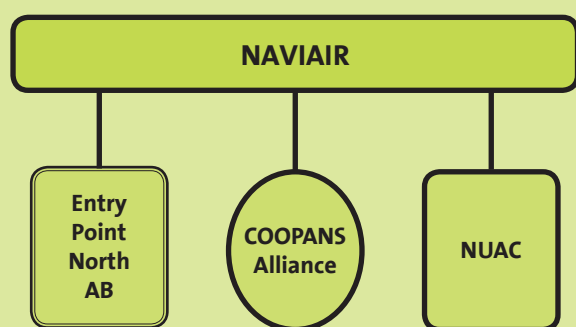 NAVIAIR
Entry
Point
North
AB
COOPANS
Alliance
NUAC